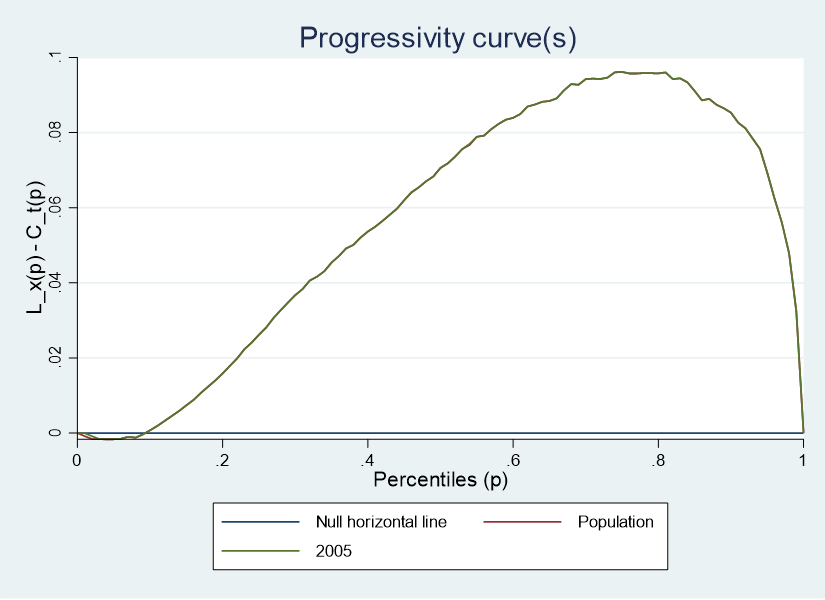 Progressivity curve(s)
L_x(p) - C_t(p)
.1
.08
.06
.04
.02
0
0 .2 .4 .6 .8 1
Percentiles (p)
Null horizontal line Population
2005